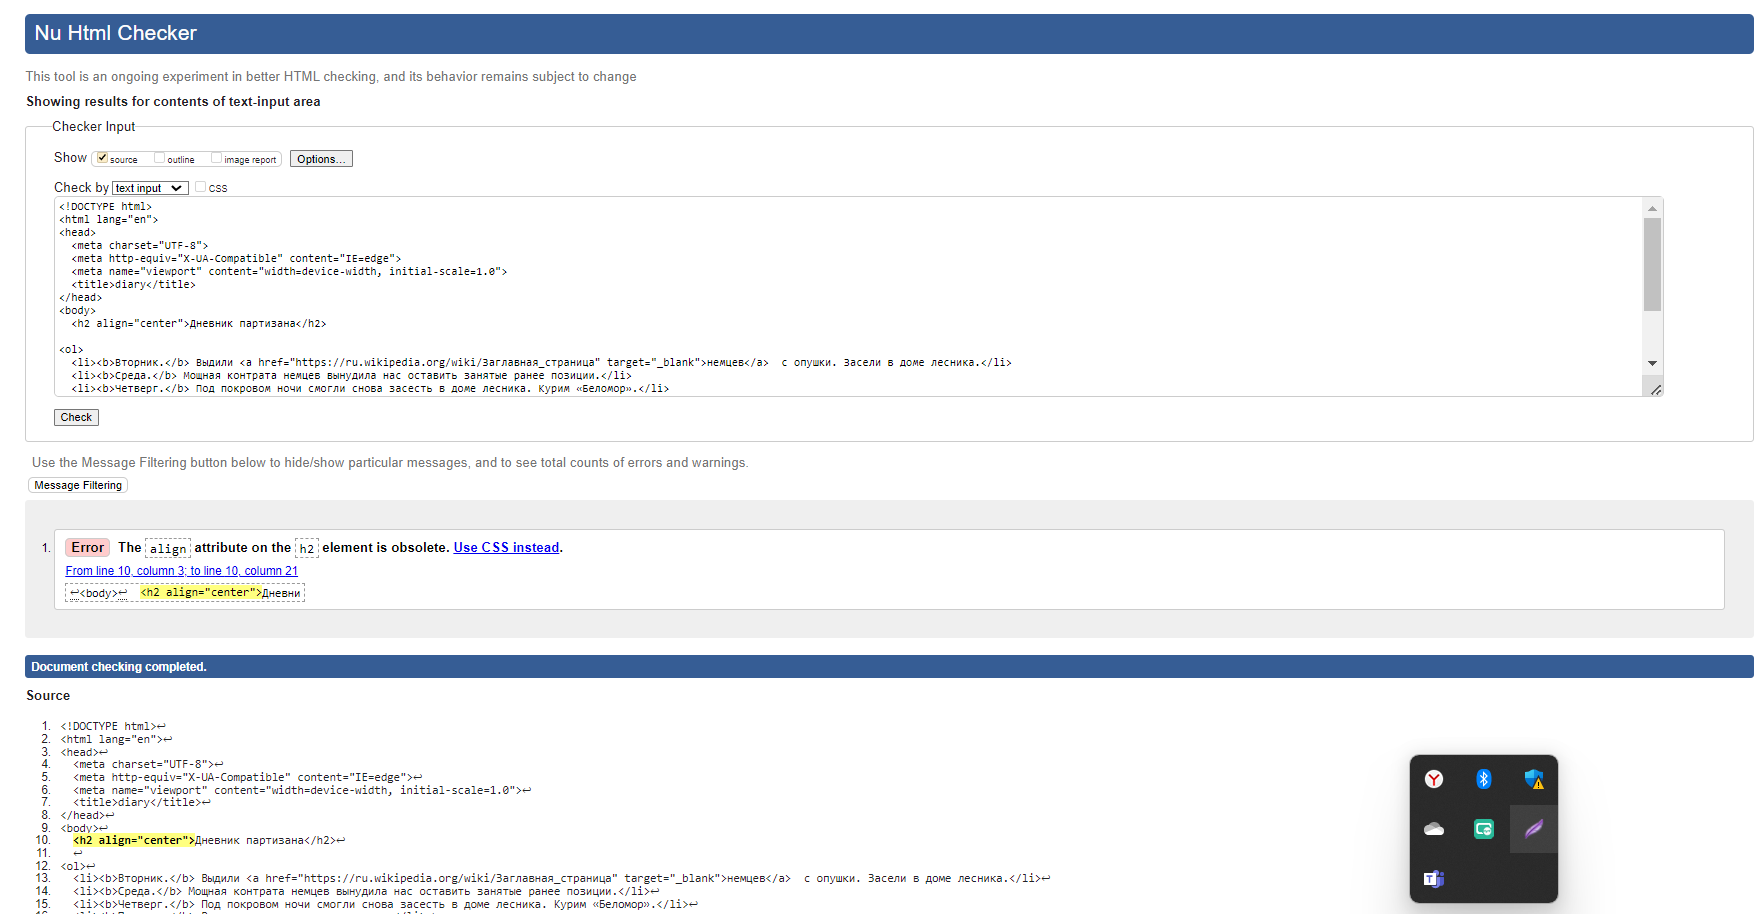 Nu Html Checker
This tool is an ongoing experiment in better HTML checking, and its behavior remains subject to change
Showing results for contents of text-input area
Checker Input
Show source outline image report Options...
Check by text input css
<!DOCTYPE html>
<html lang="en">
<head>
<meta charset="UTF-8">
<meta http-equiv="X-UA-Compatible" content="IE=edge">
<meta name="viewport" content="width=device-width, initial-scale=1.0">
<title>diary</title>
</head>
<body>
<h2 align="center">Дневник партизана</h2>
<ol>
<li><b>Вторник.</b> Выдили <a href="https://ru.wikipedia.org/wiki/Заглавная_страница" target="_blank">немцев</a>  с опушки. Засели в доме лесника.</li>
<li><b>Среда.</b> Мощная контрата немцев вынудила нас оставить занятые ранее позиции.</li>
<li><b>Четверг.</b> Под покровом ночи смогли снова засесть в доме лесника. Курим «Беломор».</li>
Check
Use the Message Filtering button below to hide/show particular messages, and to see total counts of errors and warnings.
Message Filtering
1. Error The align attribute on the h2 element is obsolete. Use CSS instead.
From line 10, column 3; to line 10, column 21
↩<body>↩ <h2 align="center">Дневни
Document checking completed.
Source
1. <!DOCTYPE html>↩
2. <html lang="en">↩
3. <head>↩
4. <meta charset="UTF-8">↩
5. <meta http-equiv="X-UA-Compatible" content="IE=edge">↩
6. <meta name="viewport" content="width=device-width, initial-scale=1.0">↩
7. <title>diary</title>↩
8. </head>↩
9. <body>↩
10. <h2 align="center">Дневник партизана</h2>↩
11. ↩
12. <ol>↩
13. <li><b>Вторник.</b> Выдили <a href="https://ru.wikipedia.org/wiki/Заглавная_страница" target="_blank">немцев</a>  с опушки. Засели в доме лесника.</li>↩
14. <li><b>Среда.</b> Мощная контрата немцев вынудила нас оставить занятые ранее позиции.</li>↩
15. <li><b>Четверг.</b> Под покровом ночи смогли снова засесть в доме лесника. Курим «Беломор».</li>↩